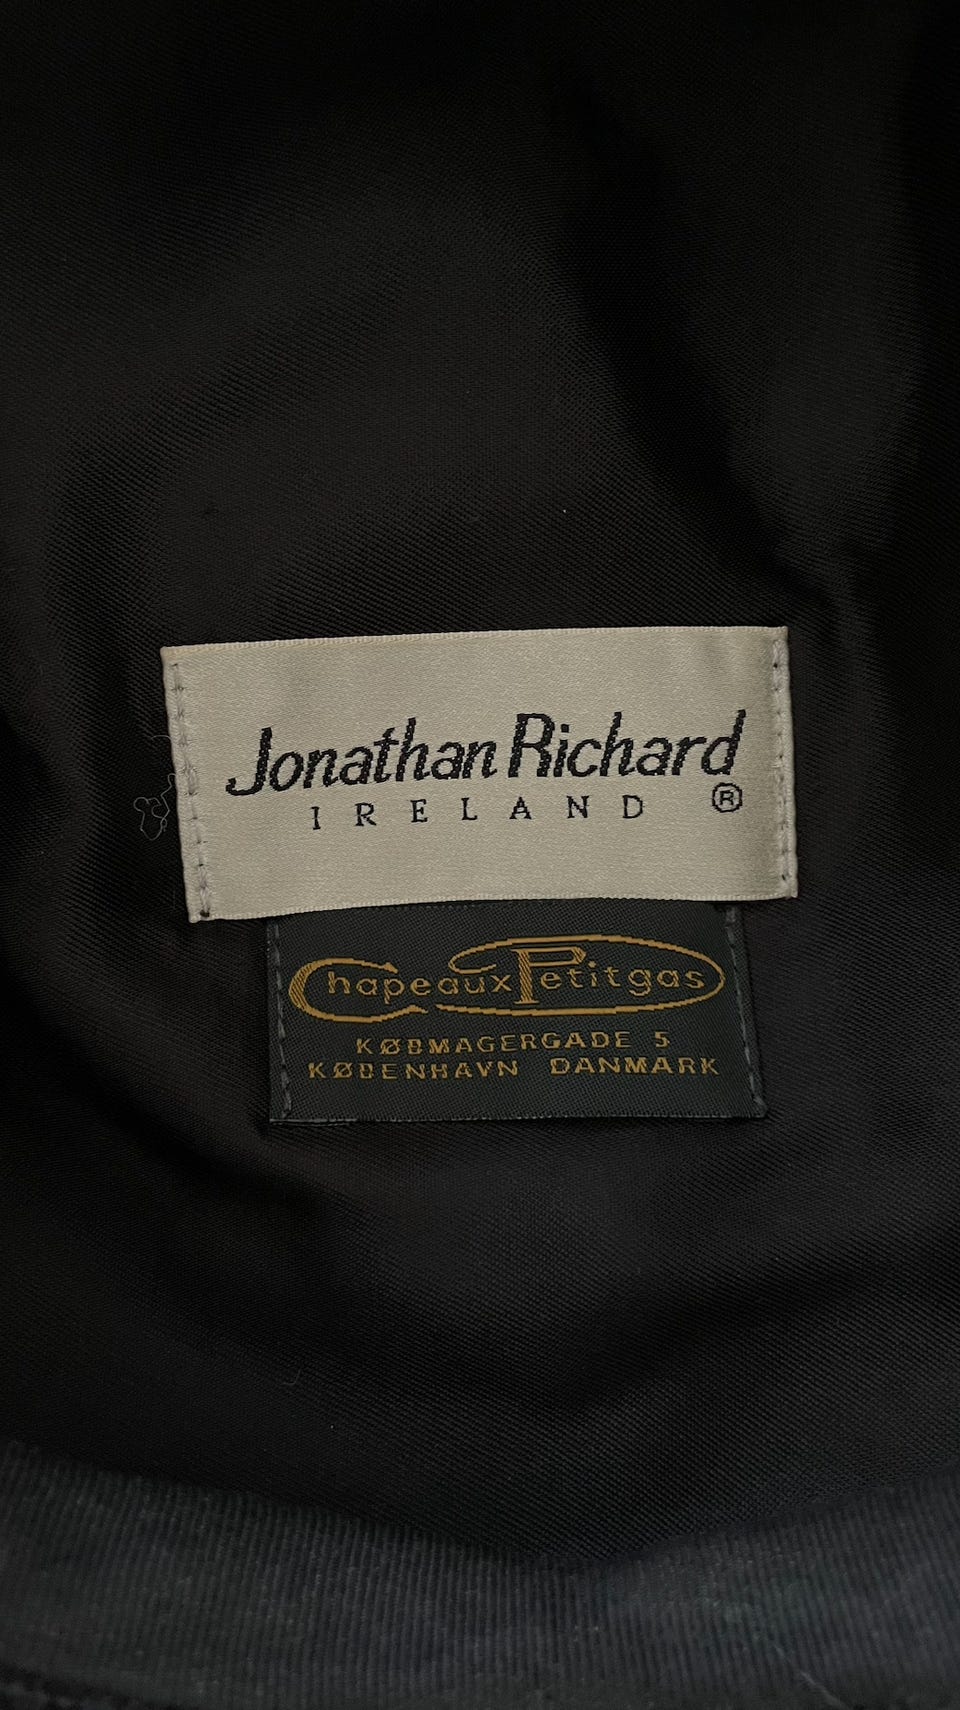 Jonathan Richard
IRELAND ®
Chapeaux Petitgas
KØBMAGERGADE 5
KØBENHAVN DANMARK